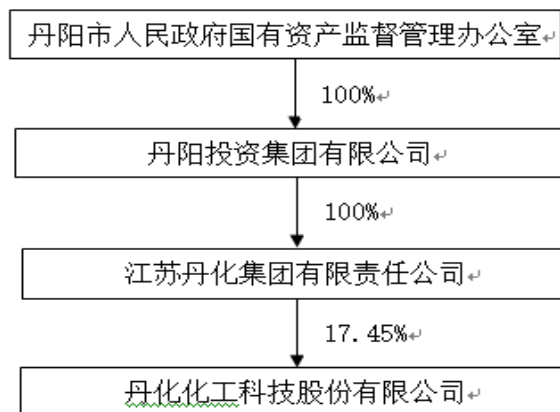 丹阳市人民政府国有资产监督管理办公室
100%
丹阳投资集团有限公司
100%
江苏丹化集团有限责任公司
17.45%
丹化化工科技股份有限公司